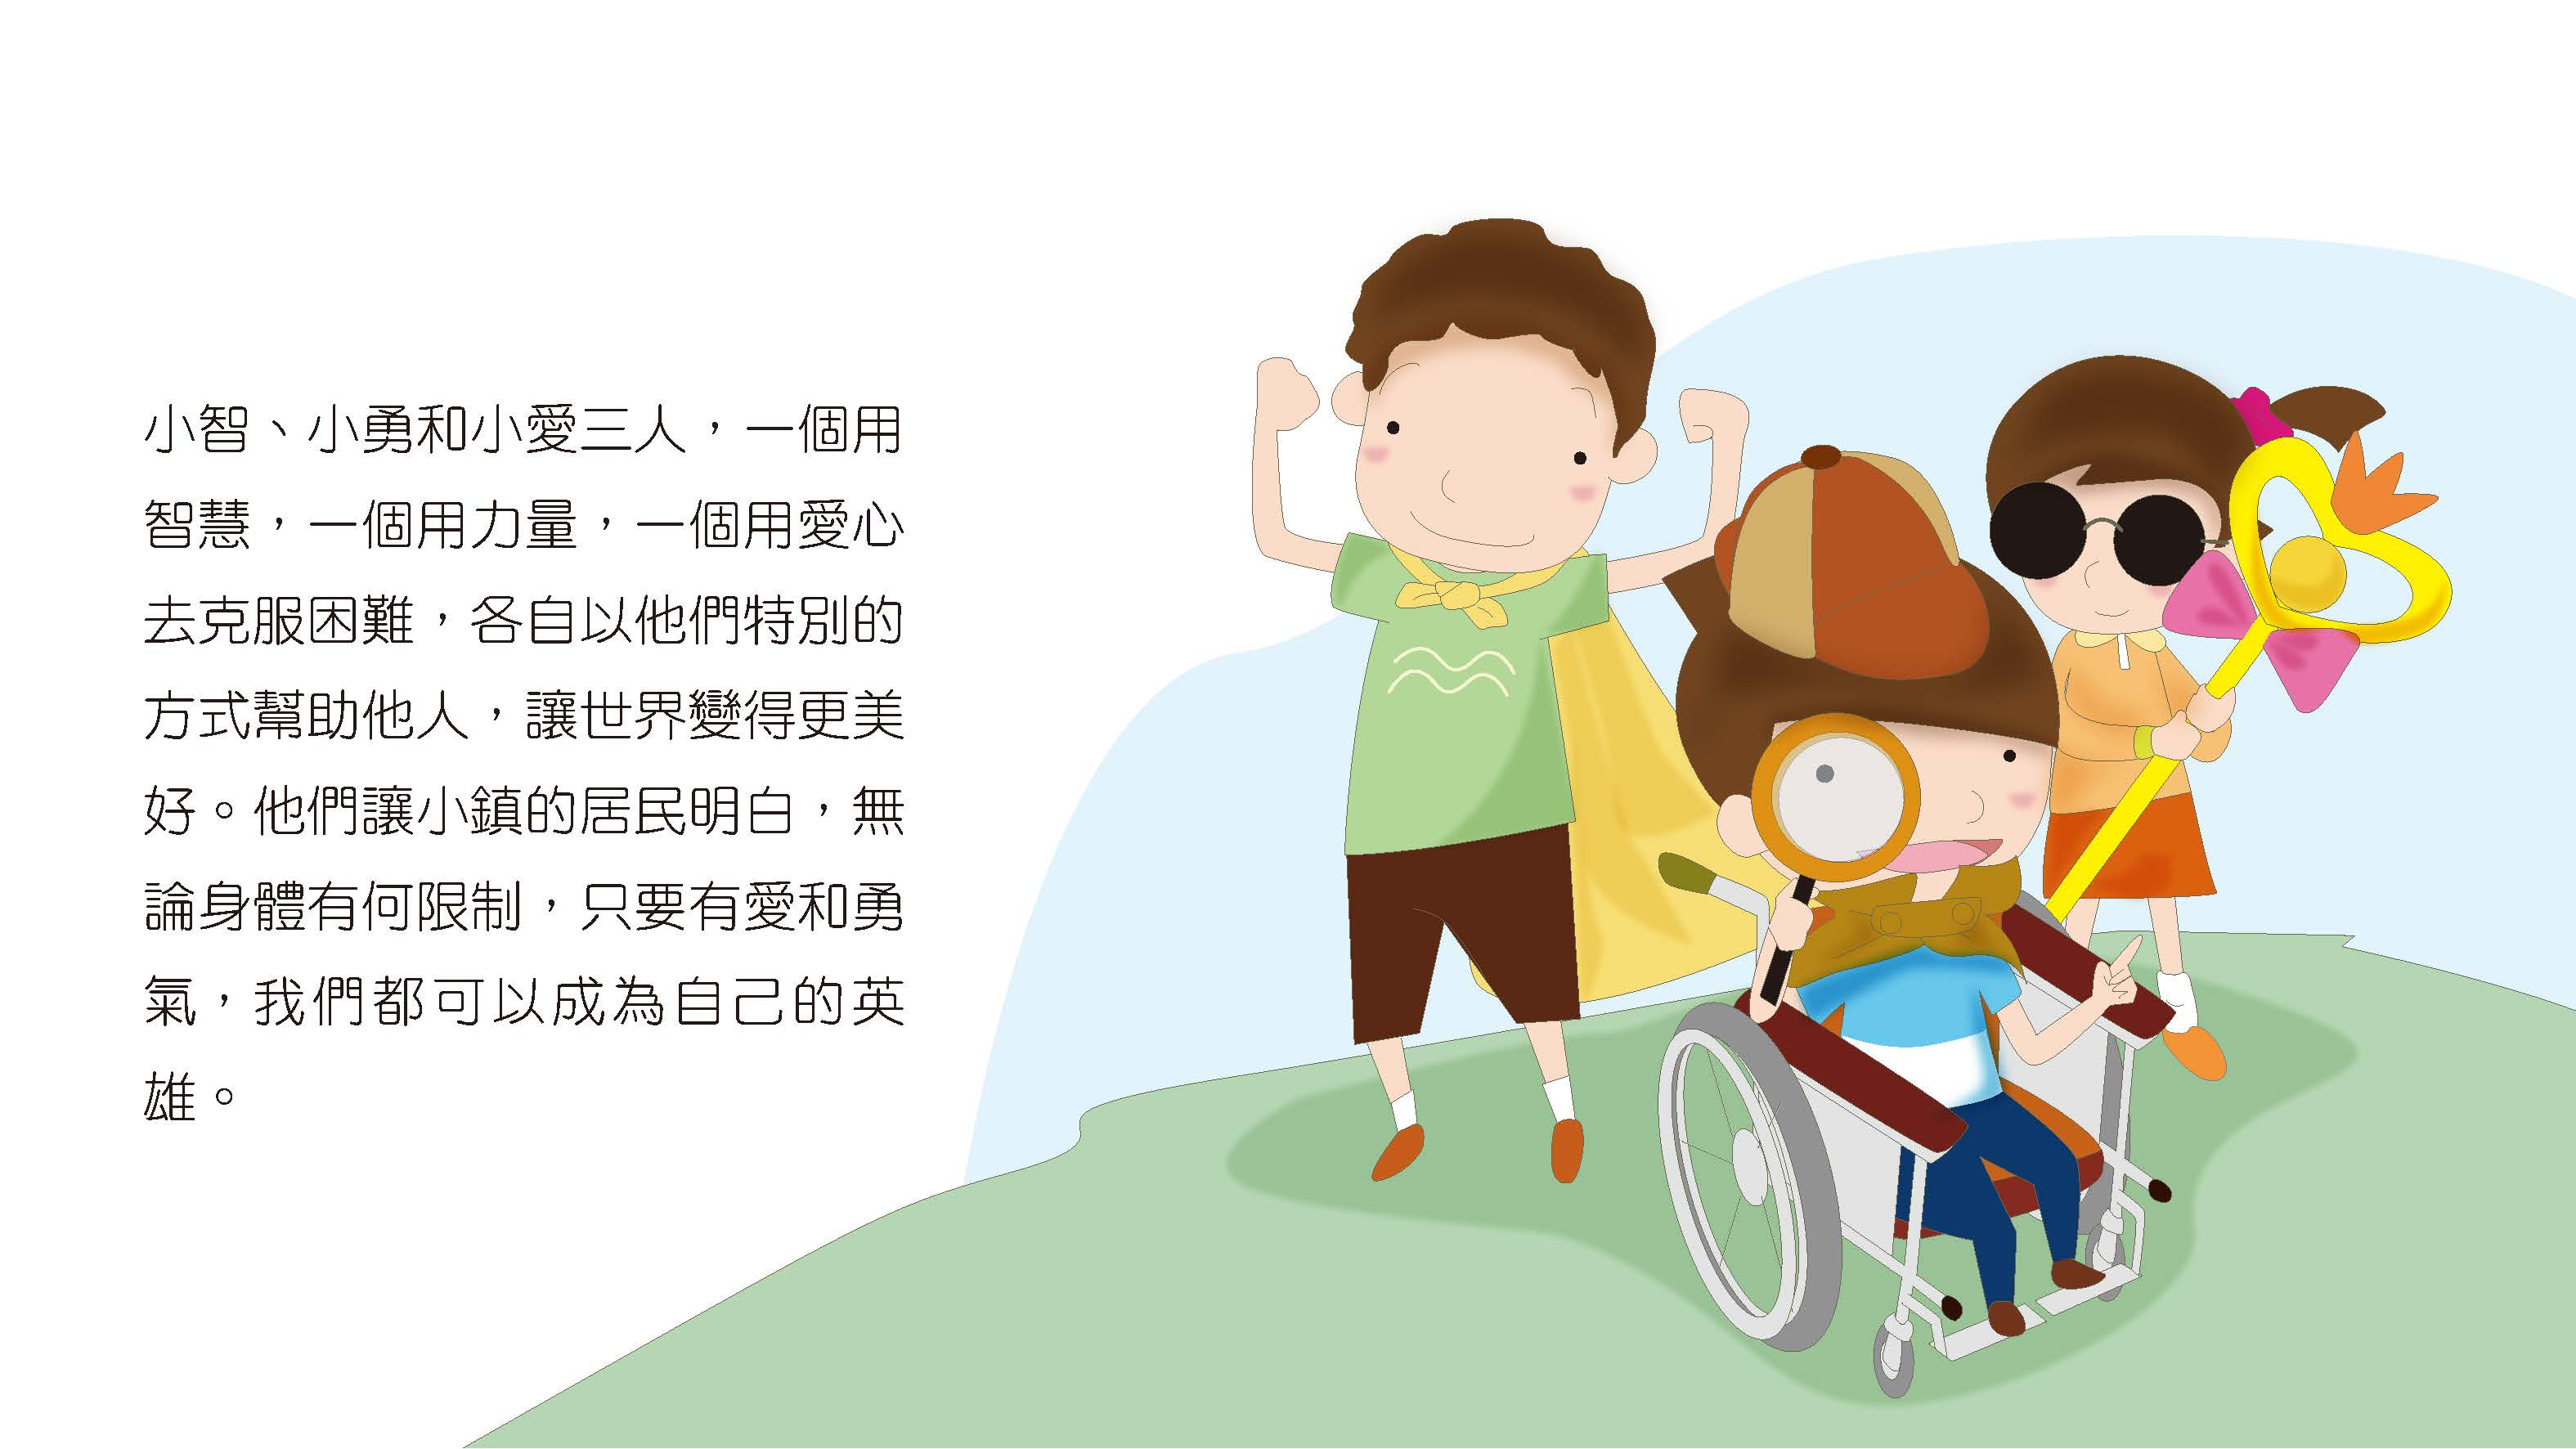 小智、小勇和小愛三人，一個用
智慧，一個用力量，一個用愛心
去克服困難，各自以他們特別的
方式幫助他人，讓世界變得更美
好。他們讓小鎮的居民明白，無
論身體有何限制，只要有愛和勇
氣，我們都可以成為自己的英
雄。